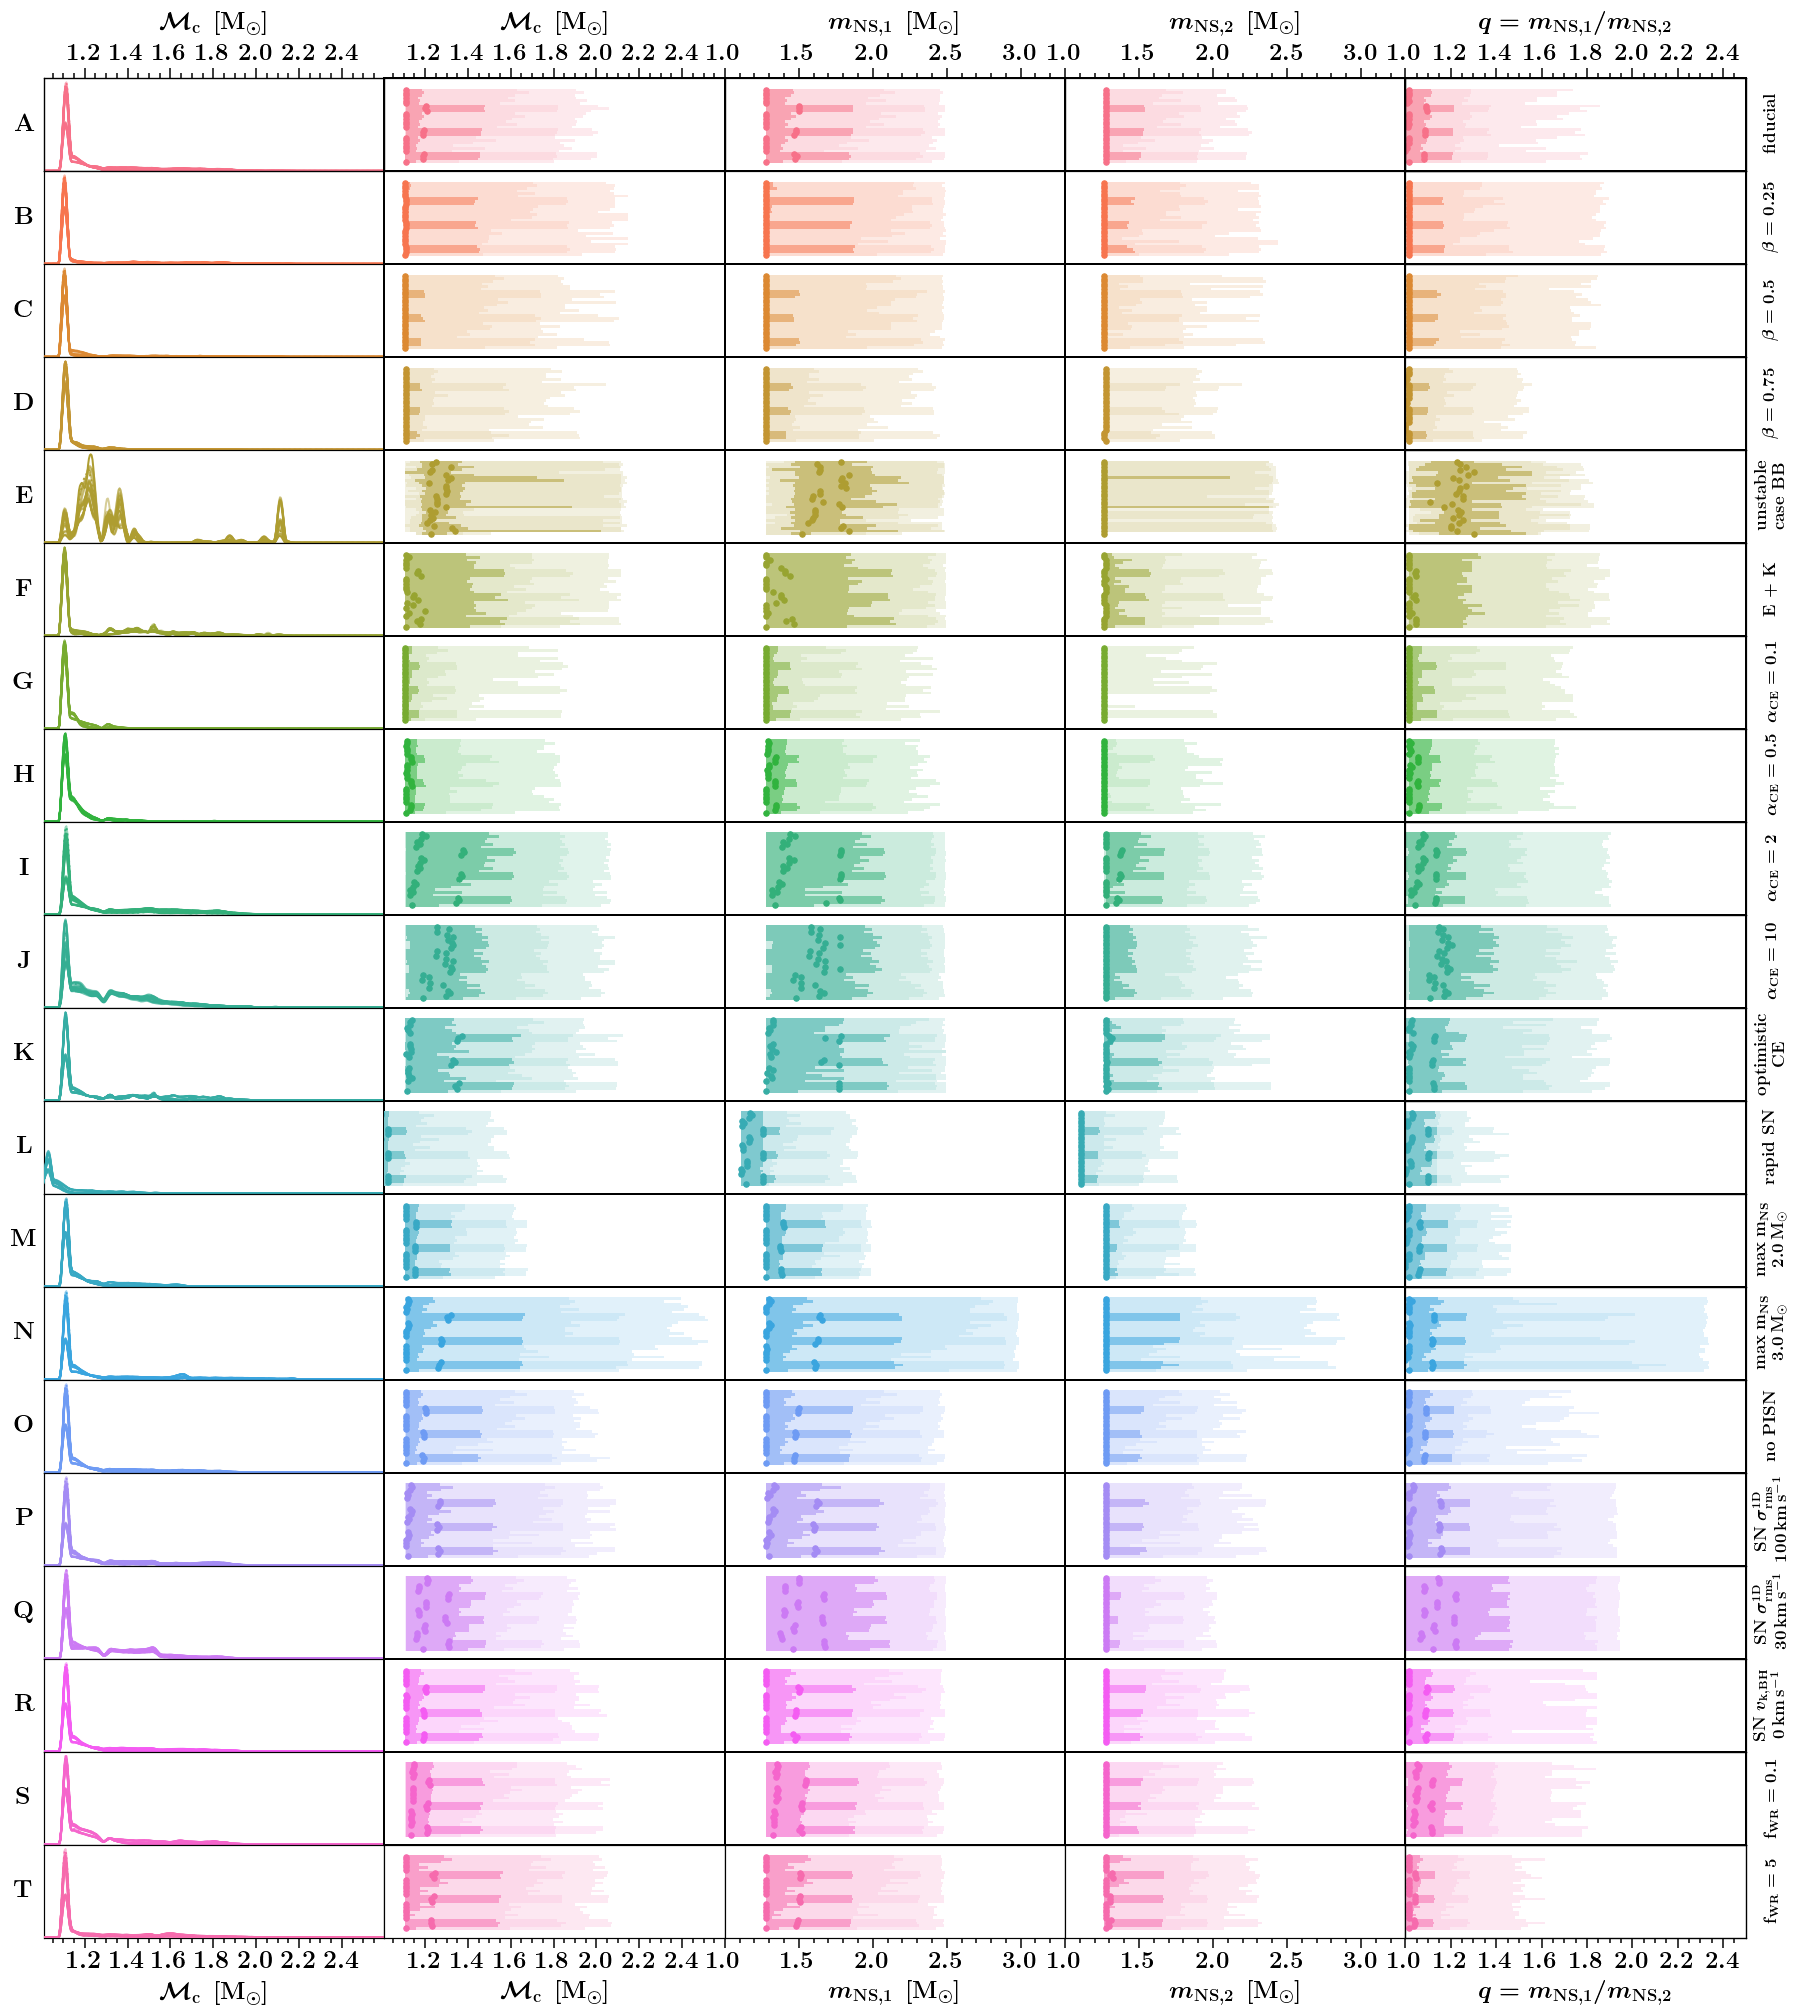 𝓜c [M⊙] 𝓜c [M⊙] mNS,1 [M⊙] mNS,2 [M⊙] q = mNS,1/mNS,2
1.2 1.4 1.6 1.8 2.0 2.2 2.4 1.2 1.4 1.6 1.8 2.0 2.2 2.4 1.0 1.5 2.0 2.5 3.0 1.0 1.5 2.0 2.5 3.0 1.0 1.2 1.4 1.6 1.8 2.0 2.2 2.4
A fiducial
B β = 0.25
C β = 0.5
D β = 0.75
E unstable
case BB
F E + K
G αCE = 0.1
H αCE = 0.5
I αCE = 2
J αCE = 10
K optimistic
CE
L rapid SN
M max mNS
2.0 M⊙
N max mNS
3.0 M⊙
O no PISN
P SN σ1D rms
100 km s−1
Q SN σ1D rms
30 km s−1
R SN vk,BH
0 km s−1
S fWR = 0.1
T fWR = 5
1.2 1.4 1.6 1.8 2.0 2.2 2.4 1.2 1.4 1.6 1.8 2.0 2.2 2.4 1.0 1.5 2.0 2.5 3.0 1.0 1.5 2.0 2.5 3.0 1.0 1.2 1.4 1.6 1.8 2.0 2.2 2.4
𝓜c [M⊙] 𝓜c [M⊙] mNS,1 [M⊙] mNS,2 [M⊙] q = mNS,1/mNS,2